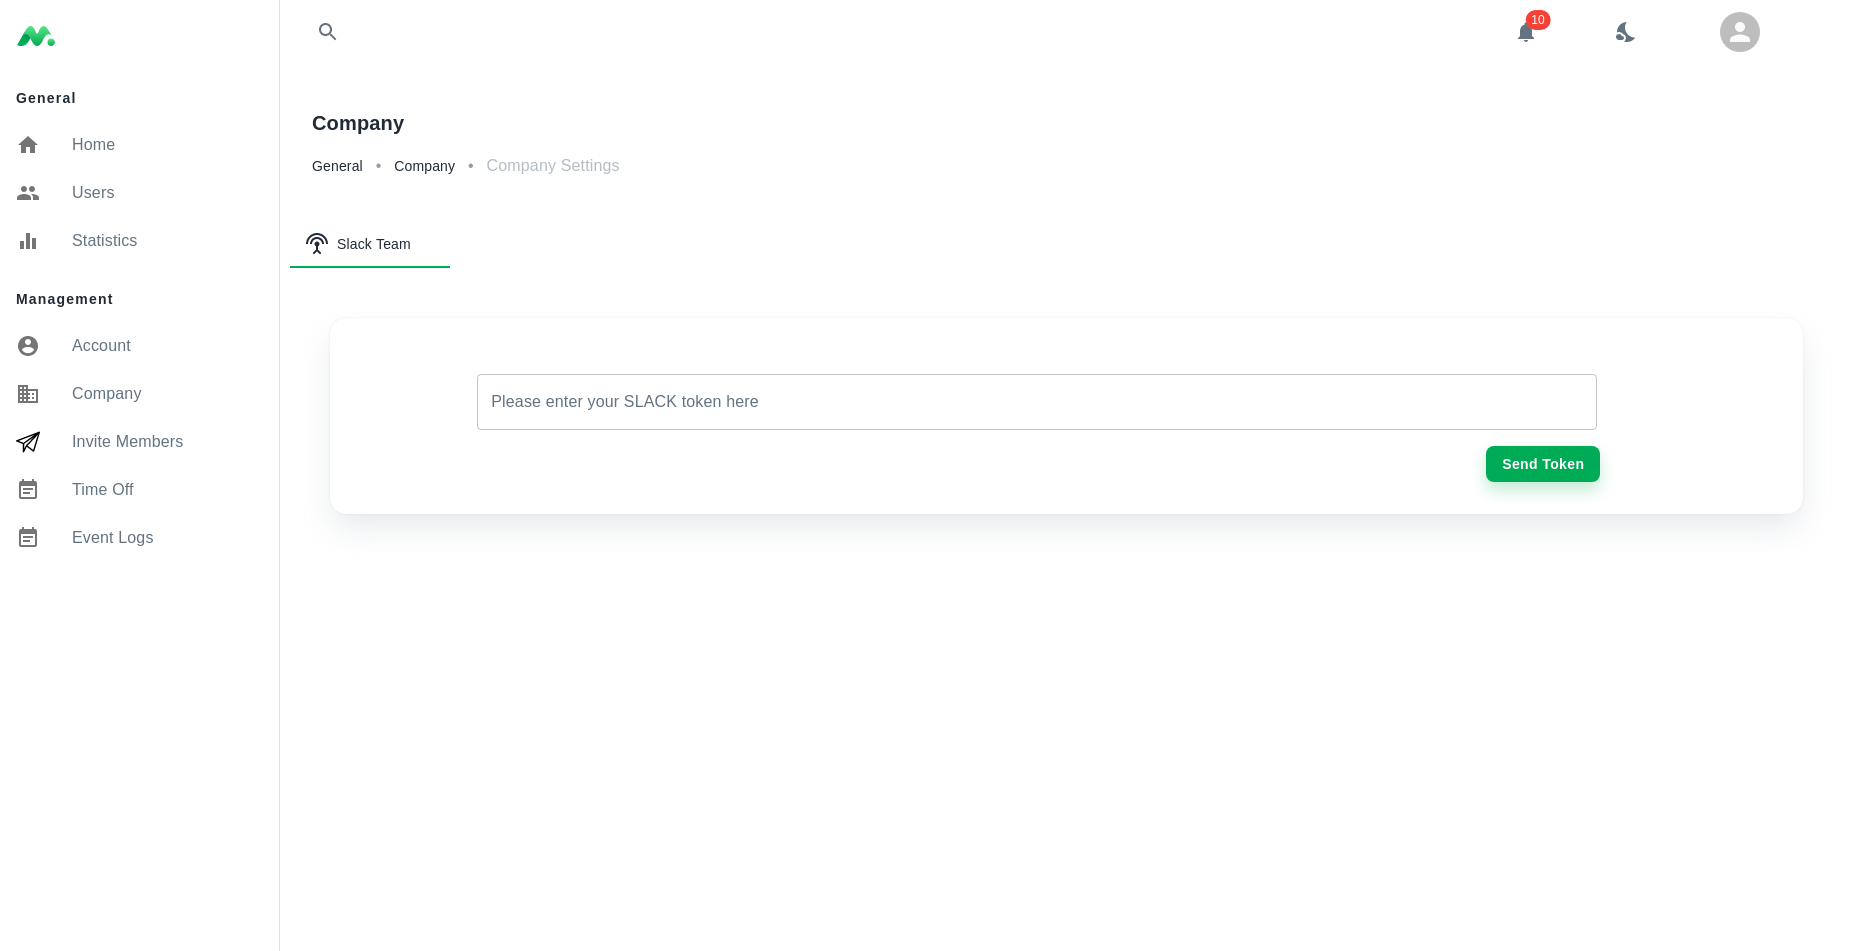 General
Home
Users
Statistics
Management
Account
Company
Invite Members
Time Off
Event Logs
10
Company
General • Company • Company Settings
Slack Team
Please enter your SLACK token here
Send Token